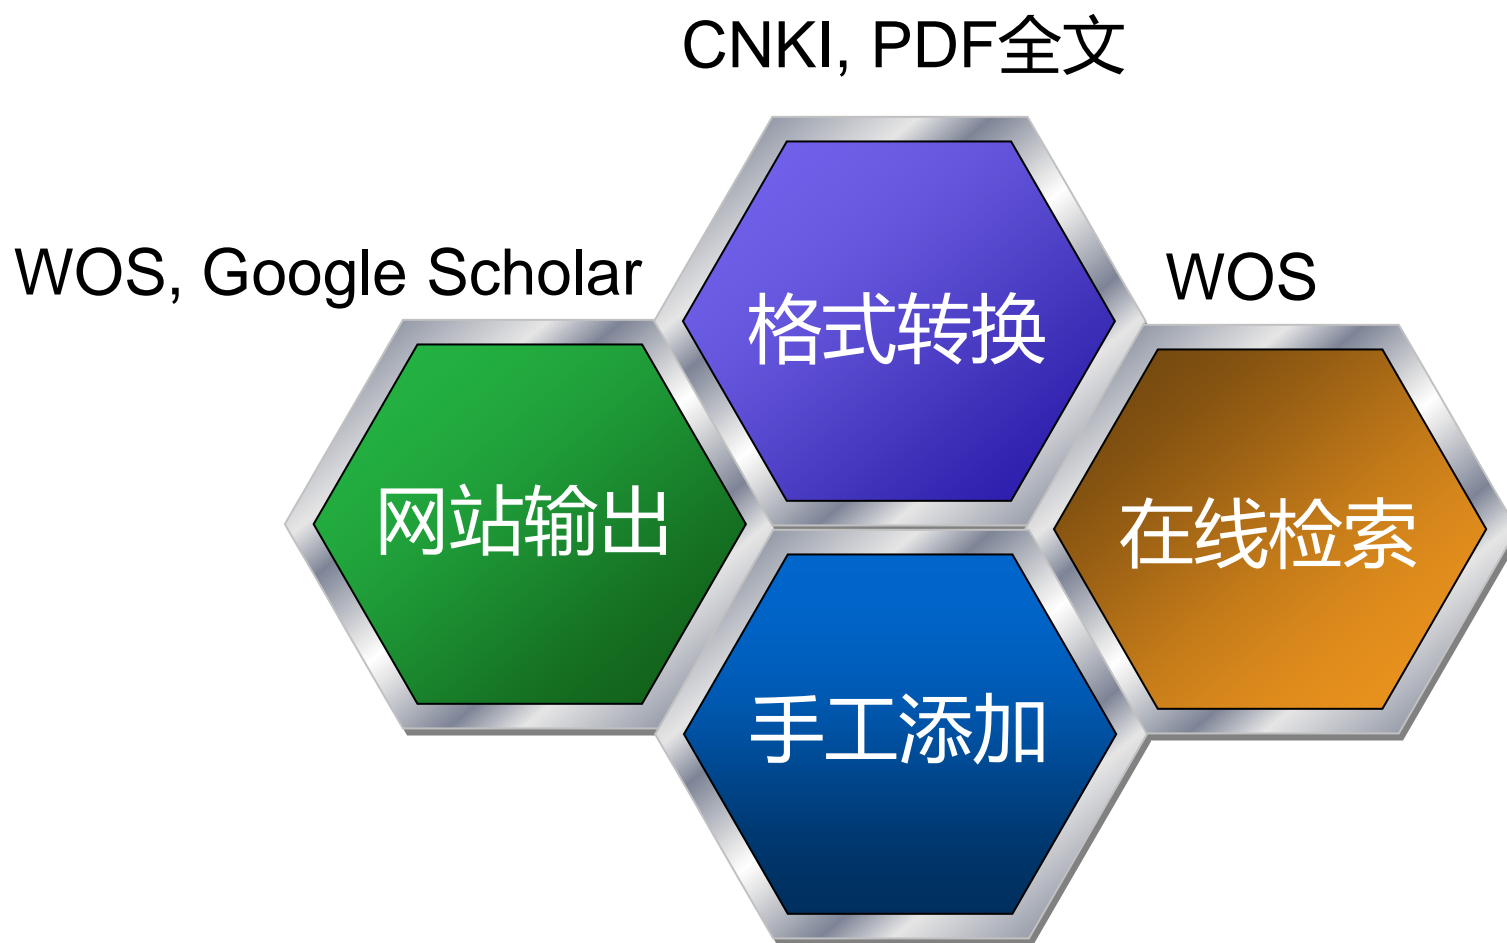 CNKI, PDF全文
WOS, Google Scholar
WOS
格式转换
网站输出
在线检索
手工添加